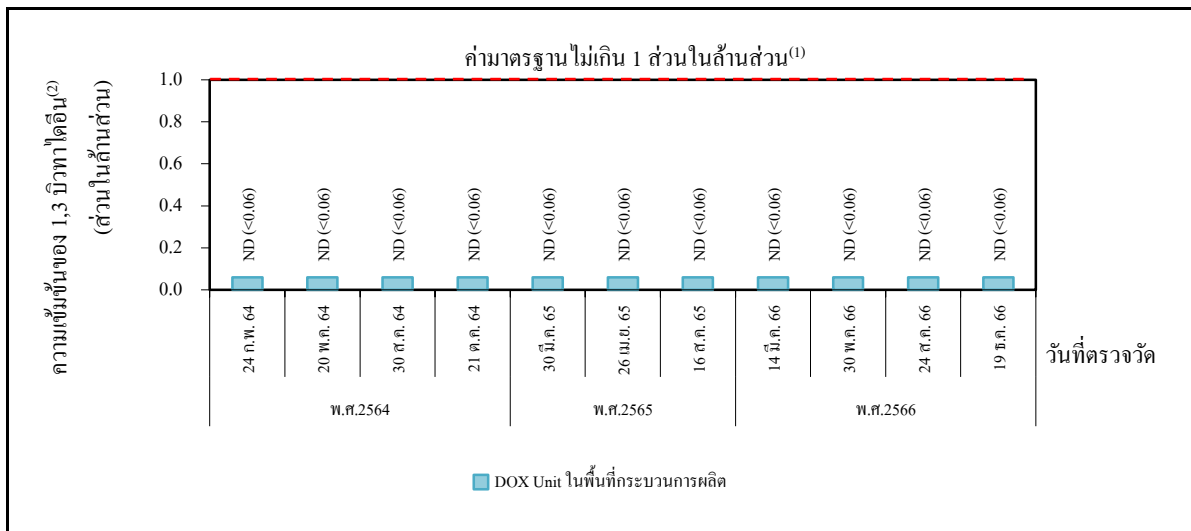 ค่ามาตรฐานไม่เกิน 1 ส่วนในล้านส่วน(1)
ความเข้มข้นของ 1,3 บิวทาไดอีน(2)
(ส่วนในล้านส่วน)
1.0
0.8
0.6
0.4
0.2
0.0
ND (<0.06)
ND (<0.06)
ND (<0.06)
ND (<0.06)
ND (<0.06)
ND (<0.06)
ND (<0.06)
ND (<0.06)
ND (<0.06)
ND (<0.06)
ND (<0.06)
24 ก.พ. 64
20 พ.ค. 64
30 ส.ค. 64
21 ต.ค. 64
30 มี.ค. 65
26 เม.ย. 65
16 ส.ค. 65
14 มี.ค. 66
30 พ.ค. 66
24 ส.ค. 66
19 ธ.ค. 66
วันที่ตรวจวัด
พ.ศ.2564
พ.ศ.2565
พ.ศ.2566
DOX Unit ในพื้นที่กระบวนการผลิต